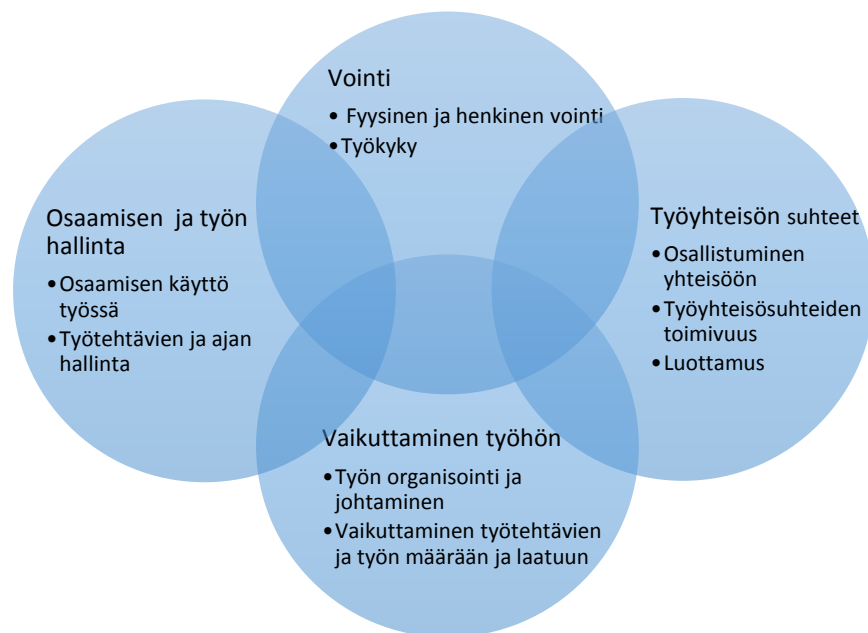 Vointi
• Fyysinen ja henkinen vointi
•Työkyky
Osaamisen ja työn
hallinta
•Osaamisen käyttö
työssä
•Työtehtävien ja ajan
hallinta
Työyhteisön suhteet
•Osallistuminen
yhteisöön
•Työyhteisösuhteiden
toimivuus
•Luottamus
Vaikuttaminen työhön
•Työn organisointi ja
johtaminen
•Vaikuttaminen työtehtävien
ja työn määrään ja laatuun